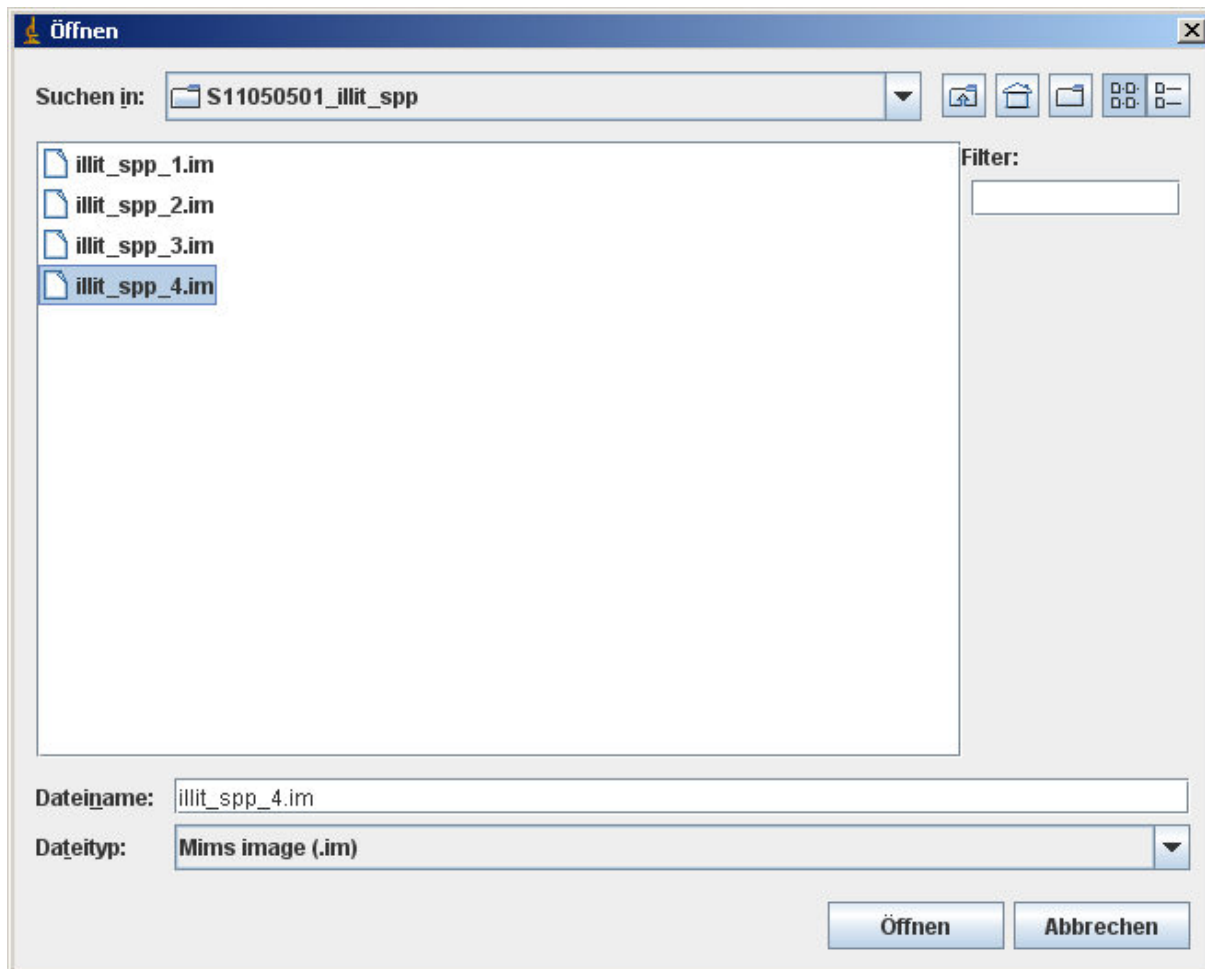 Öffnen
Suchen in: S11050501_illit_spp
illit_spp_1.im
illit_spp_2.im
illit_spp_3.im
illit_spp_4.im
Filter:
Dateiname: illit_spp_4.im
Dateityp: Mims image (.im)
Öffnen Abbrechen